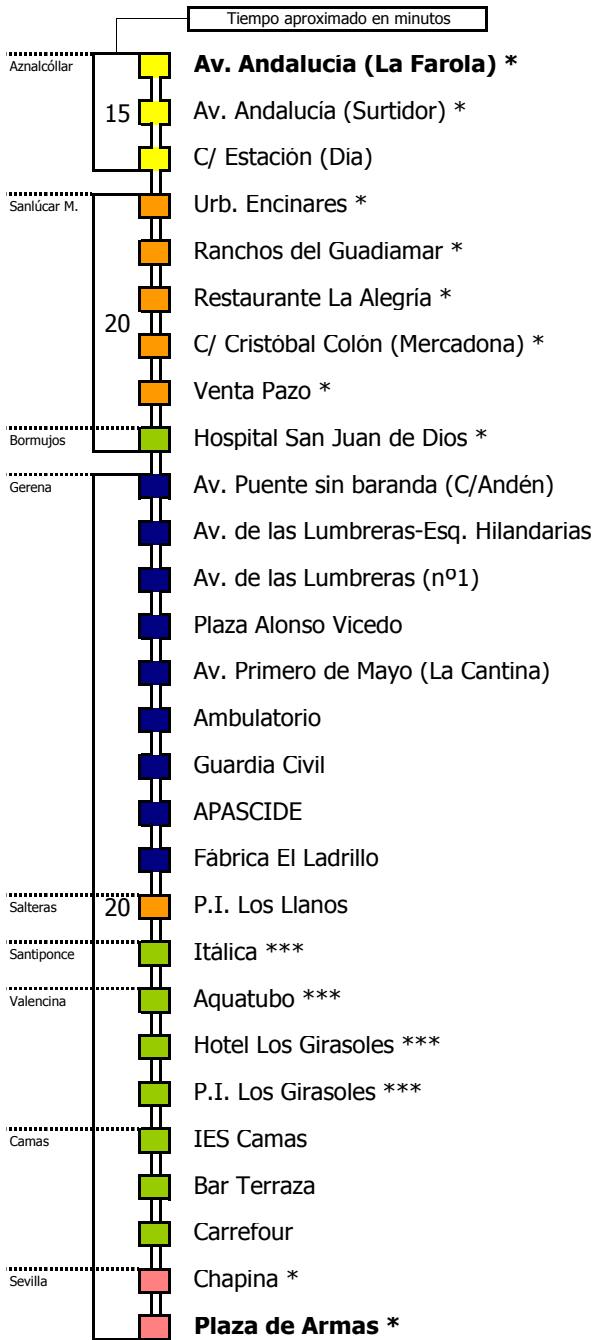 Tiempo aproximado en minutos
Aznalcóllar
Av. Andalucía (La Farola) *
15
Av. Andalucía (Surtidor) *
C/ Estación (Dia)
Sanlúcar M.
Urb. Encinares *
Ranchos del Guadiamar *
Restaurante La Alegría *
20
C/ Cristóbal Colón (Mercadona) *
Venta Pazo *
Bormujos
Hospital San Juan de Dios *
Gerena
Av. Puente sin baranda (C/Andén)
Av. de las Lumbreras-Esq. Hilandarias
Av. de las Lumbreras (nº1)
Plaza Alonso Vicedo
Av. Primero de Mayo (La Cantina)
Ambulatorio
Guardia Civil
APASCIDE
Fábrica El Ladrillo
Salteras
20
P.I. Los Llanos
Santiponce
Itálica ***
Valencina
Aquatubo ***
Hotel Los Girasoles ***
P.I. Los Girasoles ***
Camas
IES Camas
Bar Terraza
Carrefour
Sevilla
Chapina *
Plaza de Armas *